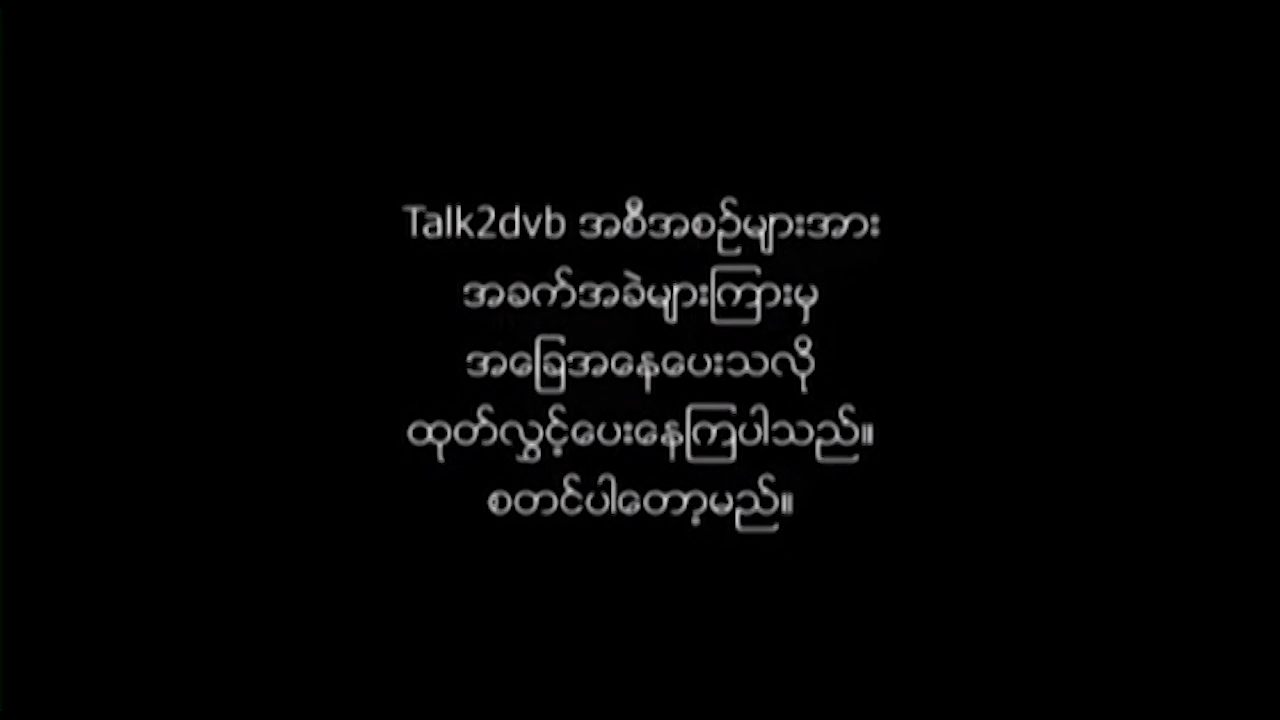 Talk2dvb အစီအစဉ်များအား
အခက်အခဲများကြားမှ
အခြေအနေပေးသလို
ထုတ်လွှင့်ပေးနေကြပါသည်။
စတင်ပါတော့မည်။